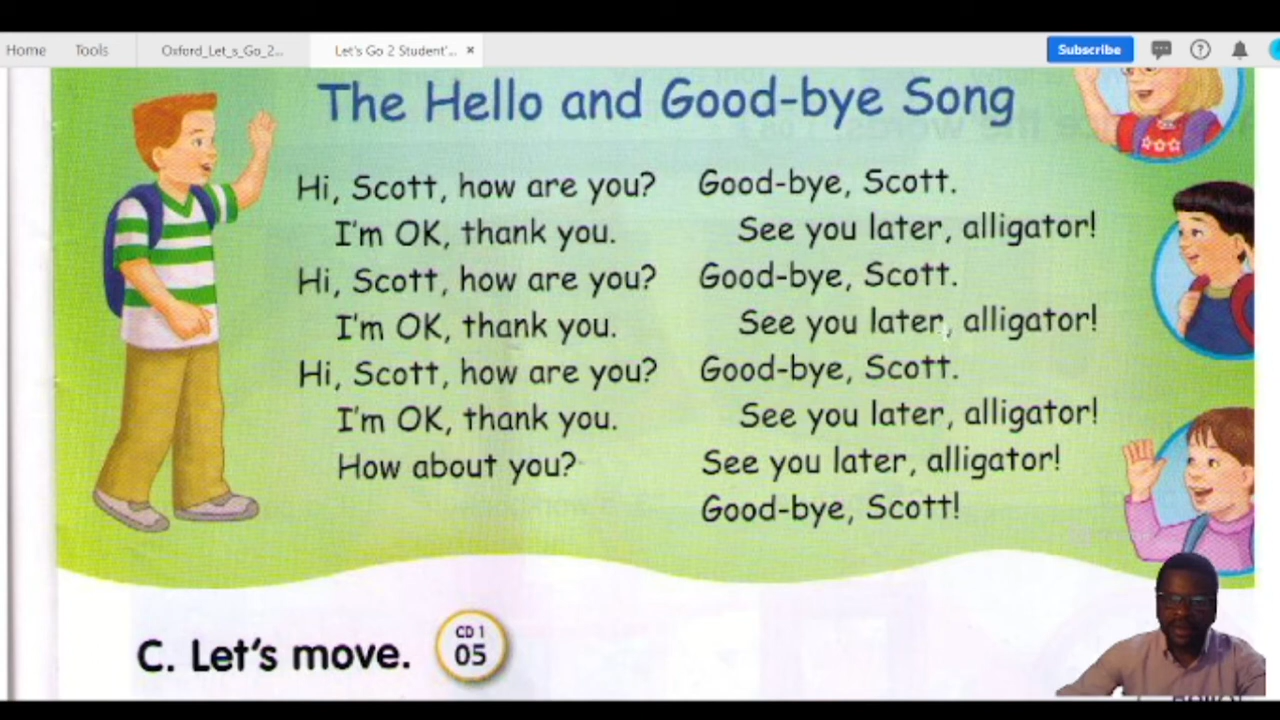 Home
Tools
Oxford_Let_s_Go_2...
Let's Go 2 Student'... ×
Subscribe
The Hello and Good-bye Song
Hi, Scott, how are you?
I'm OK, thank you.
Hi, Scott, how are you?
I'm OK, thank you.
Hi, Scott, how are you?
I'm OK, thank you.
How about you?
Good-bye, Scott.
See you later, alligator!
Good-bye, Scott.
See you later, alligator!
Good-bye, Scott.
See you later, alligator!
See you later, alligator!
Good-bye, Scott!
C. Let's move.
CD 1
05